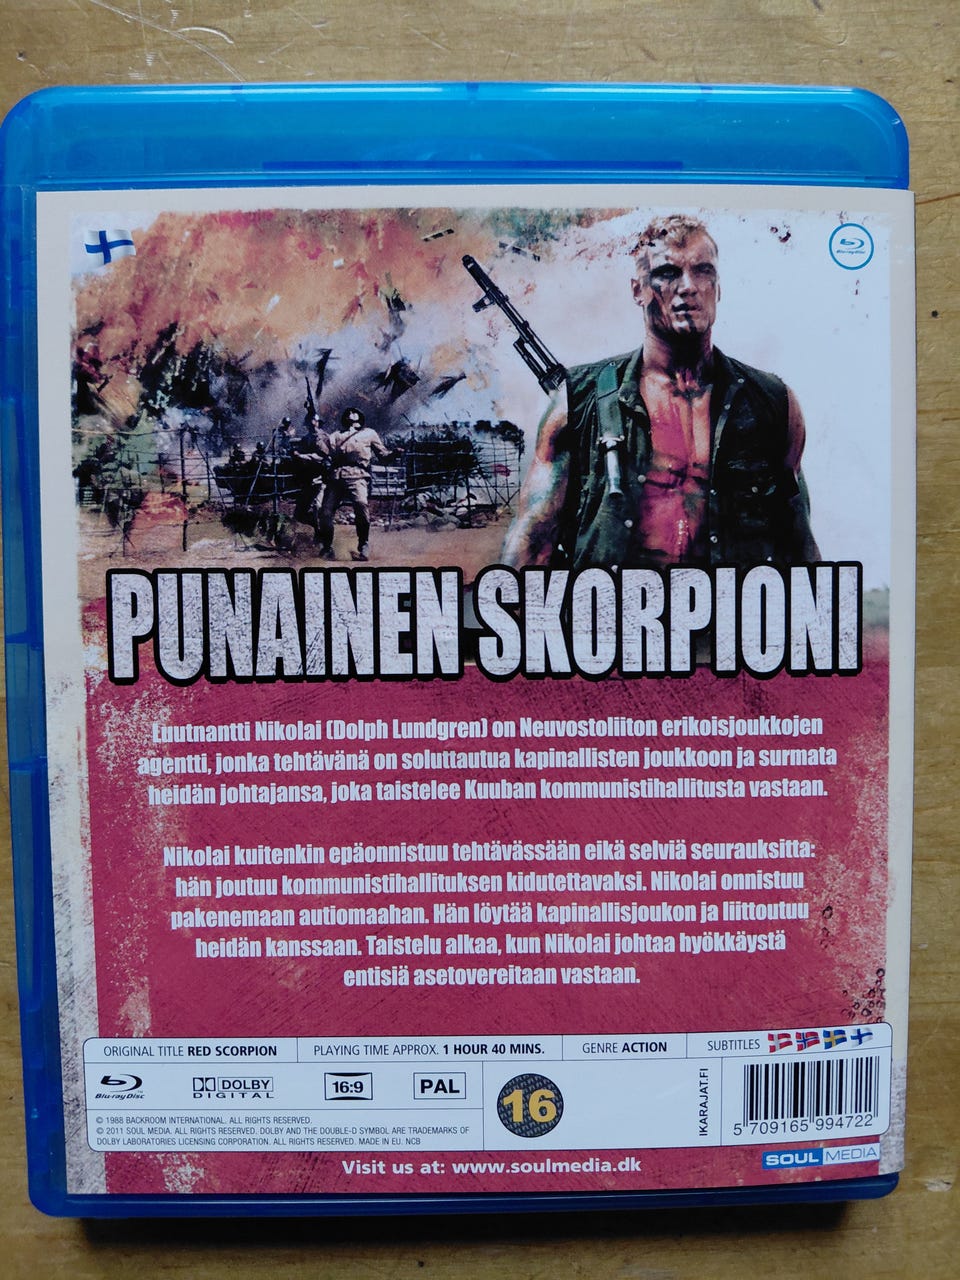 Blu-ray Disc
PUNAINEN SKORPIONI
Luutnantti Nikolai (Dolph Lundgren) on Neuvostoliiton erikoisjoukkojen
agentti, jonka tehtävänä on soluttautua kapinallisten joukkoon ja surmata
heidän johtajansa, joka taistelee Kuuban kommunistihallitusta vastaan.
Nikolai kuitenkin epäonnistuu tehtävässään eikä selviä seurauksitta:
hän joutuu kommunistihallituksen kidutettavaksi. Nikolai onnistuu
pakenemaan autiomaahan. Hän löytää kapinallisjoukon ja liittoutuu
heidän kanssaan. Taistelu alkaa, kun Nikolai johtaa hyökkäystä
entisiä asetovereitaan vastaan.
ORIGINAL TITLE RED SCORPION PLAYING TIME APPROX. 1 HOUR 40 MINS. GENRE ACTION SUBTITLES
Blu-ray Disc DOLBY DIGITAL 16:9 PAL
16
IKARAJAT.FI
5 709165 994722
© 1988 BACKROOM INTERNATIONAL. ALL RIGHTS RESERVED.
© 2011 SOUL MEDIA. ALL RIGHTS RESERVED. DOLBY AND THE DOUBLE-D SYMBOL ARE TRADEMARKS OF
DOLBY LABORATORIES LICENSING CORPORATION. ALL RIGHTS RESERVED. MADE IN EU. NCB
SOUL MEDIA
Visit us at: www.soulmedia.dk